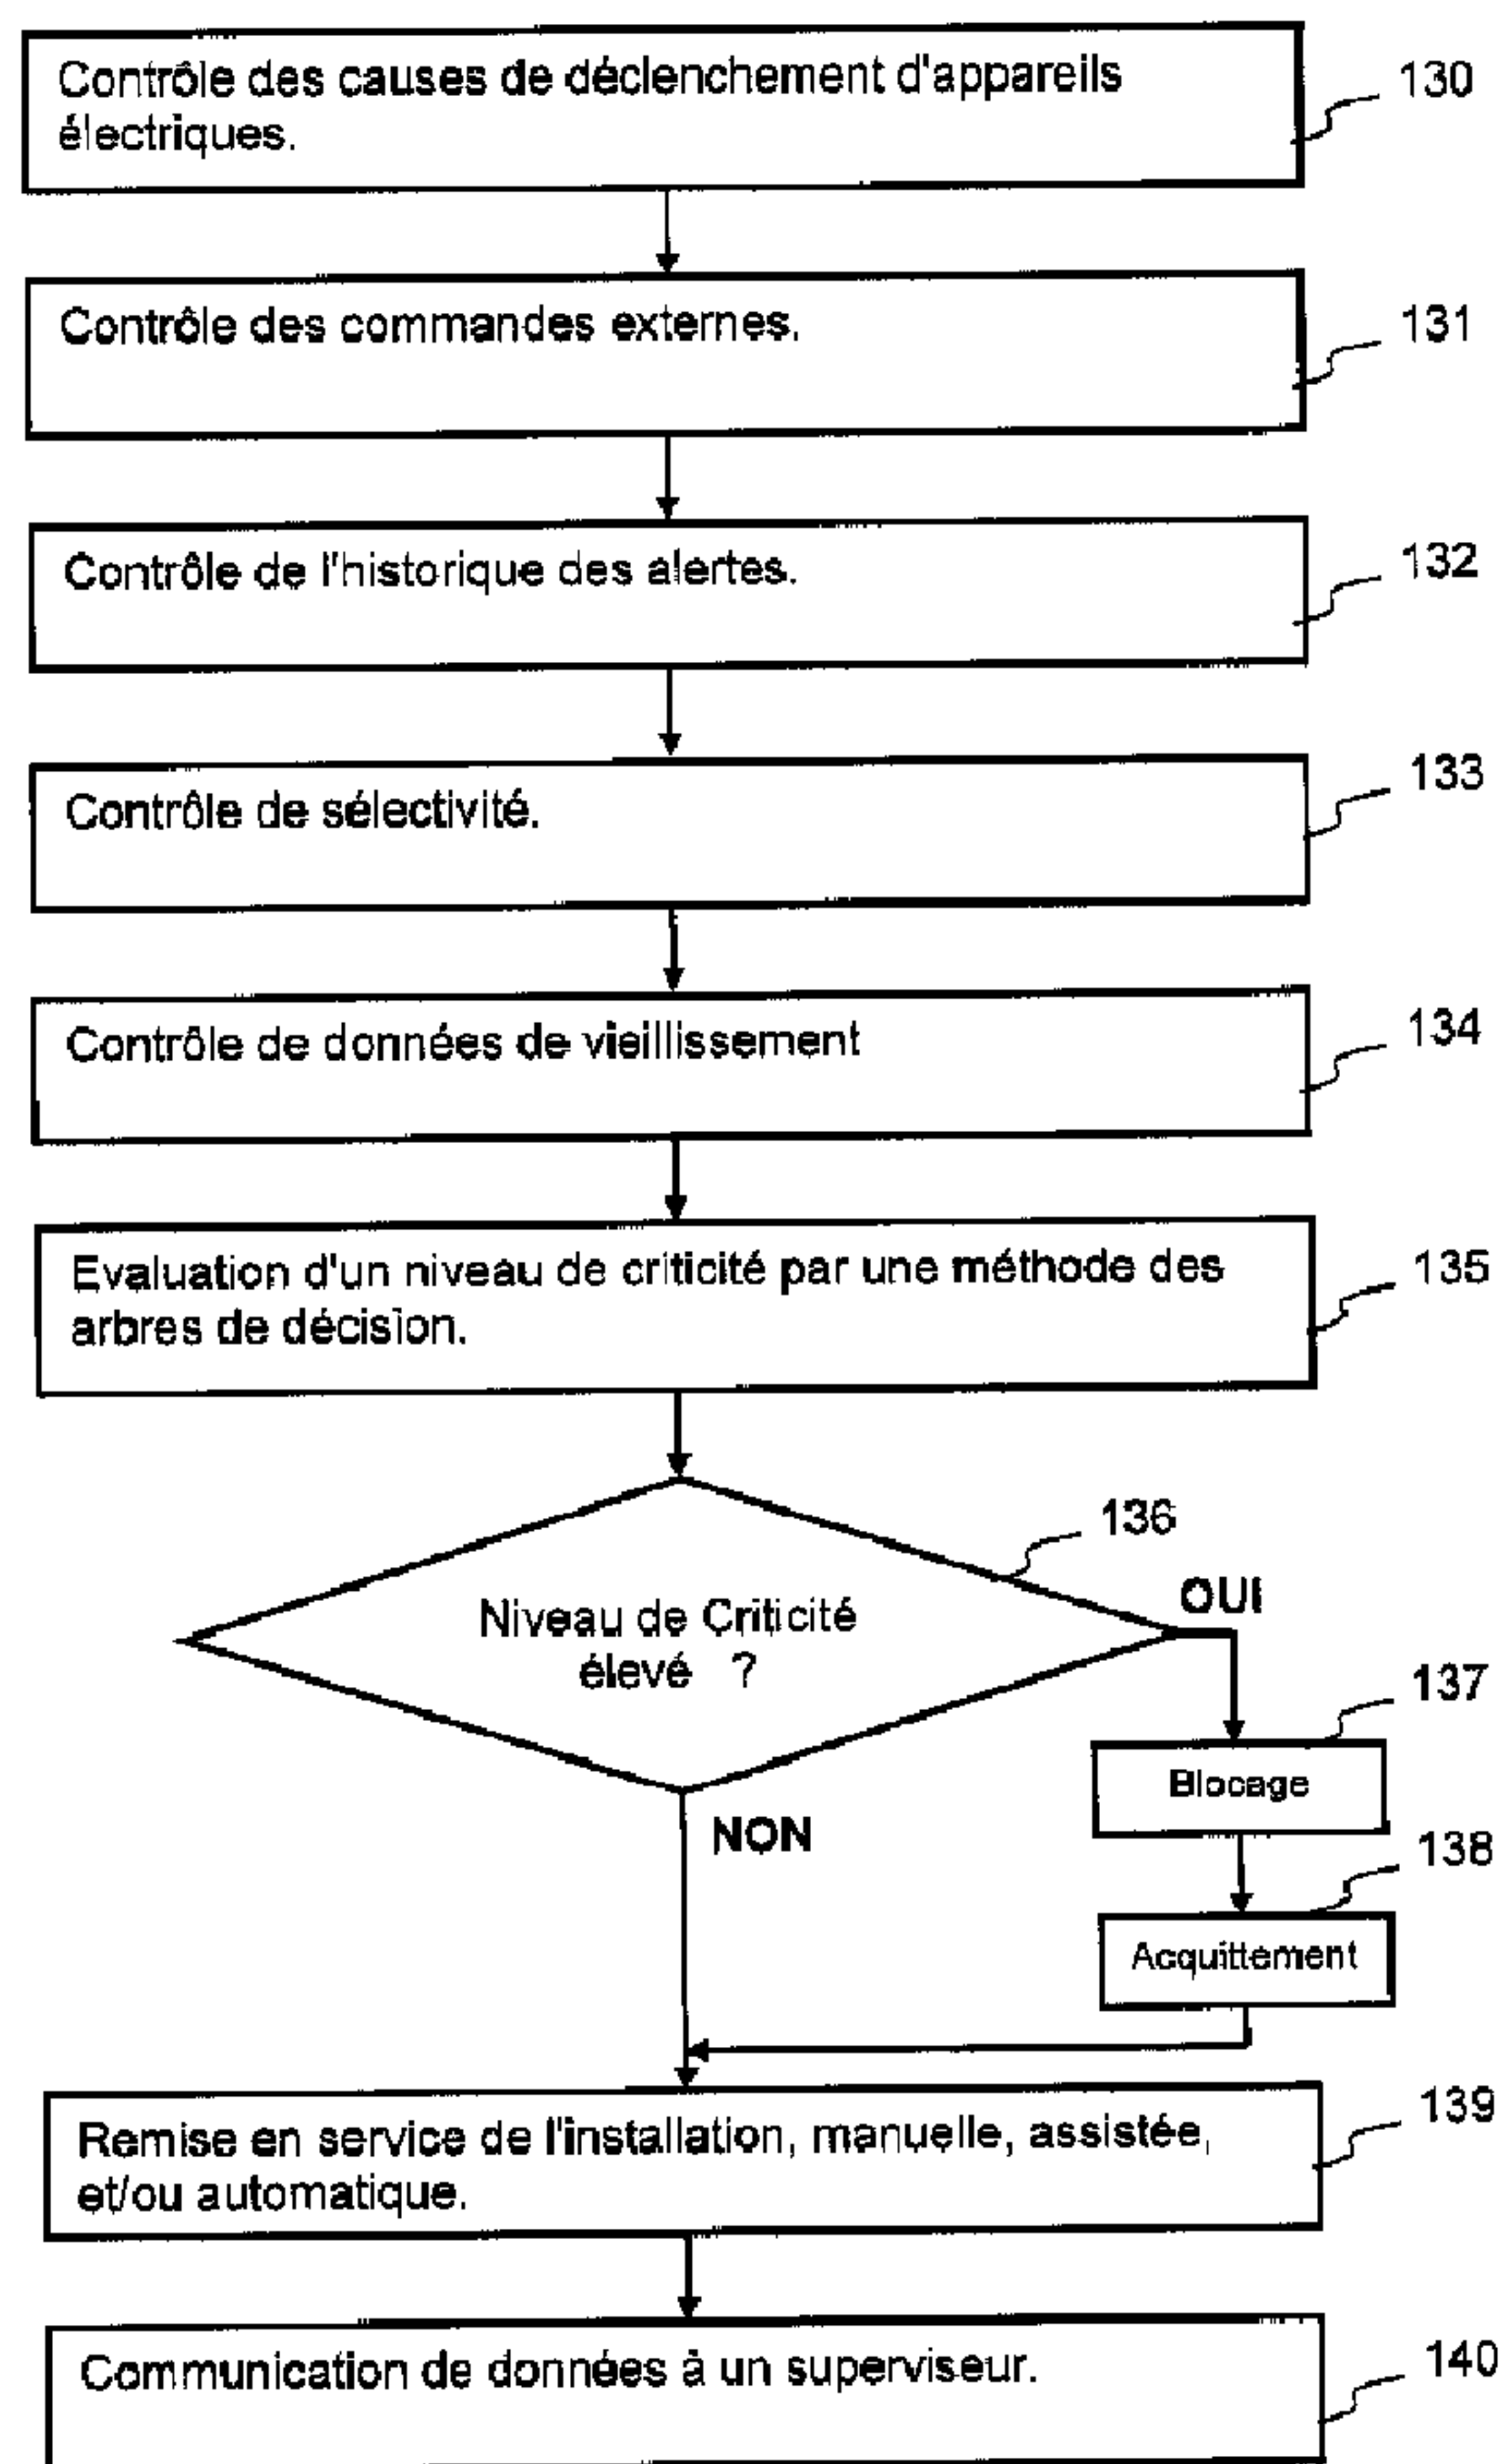 Contrôle des causes de déclenchement d'appareils
électriques.
130
Contrôle des commandes externes.
131
Contrôle de l'historique des alertes.
132
Contrôle de sélectivité.
133
Contrôle de données de vieillissement
134
Evaluation d'un niveau de criticité par une méthode des
arbres de décision.
135
136
Niveau de Criticité
élevé ?
OUI
137
Blocage
NON
138
Acquittement
Remise en service de l'installation, manuelle, assistée,
et/ou automatique.
139
Communication de données à un superviseur.
140